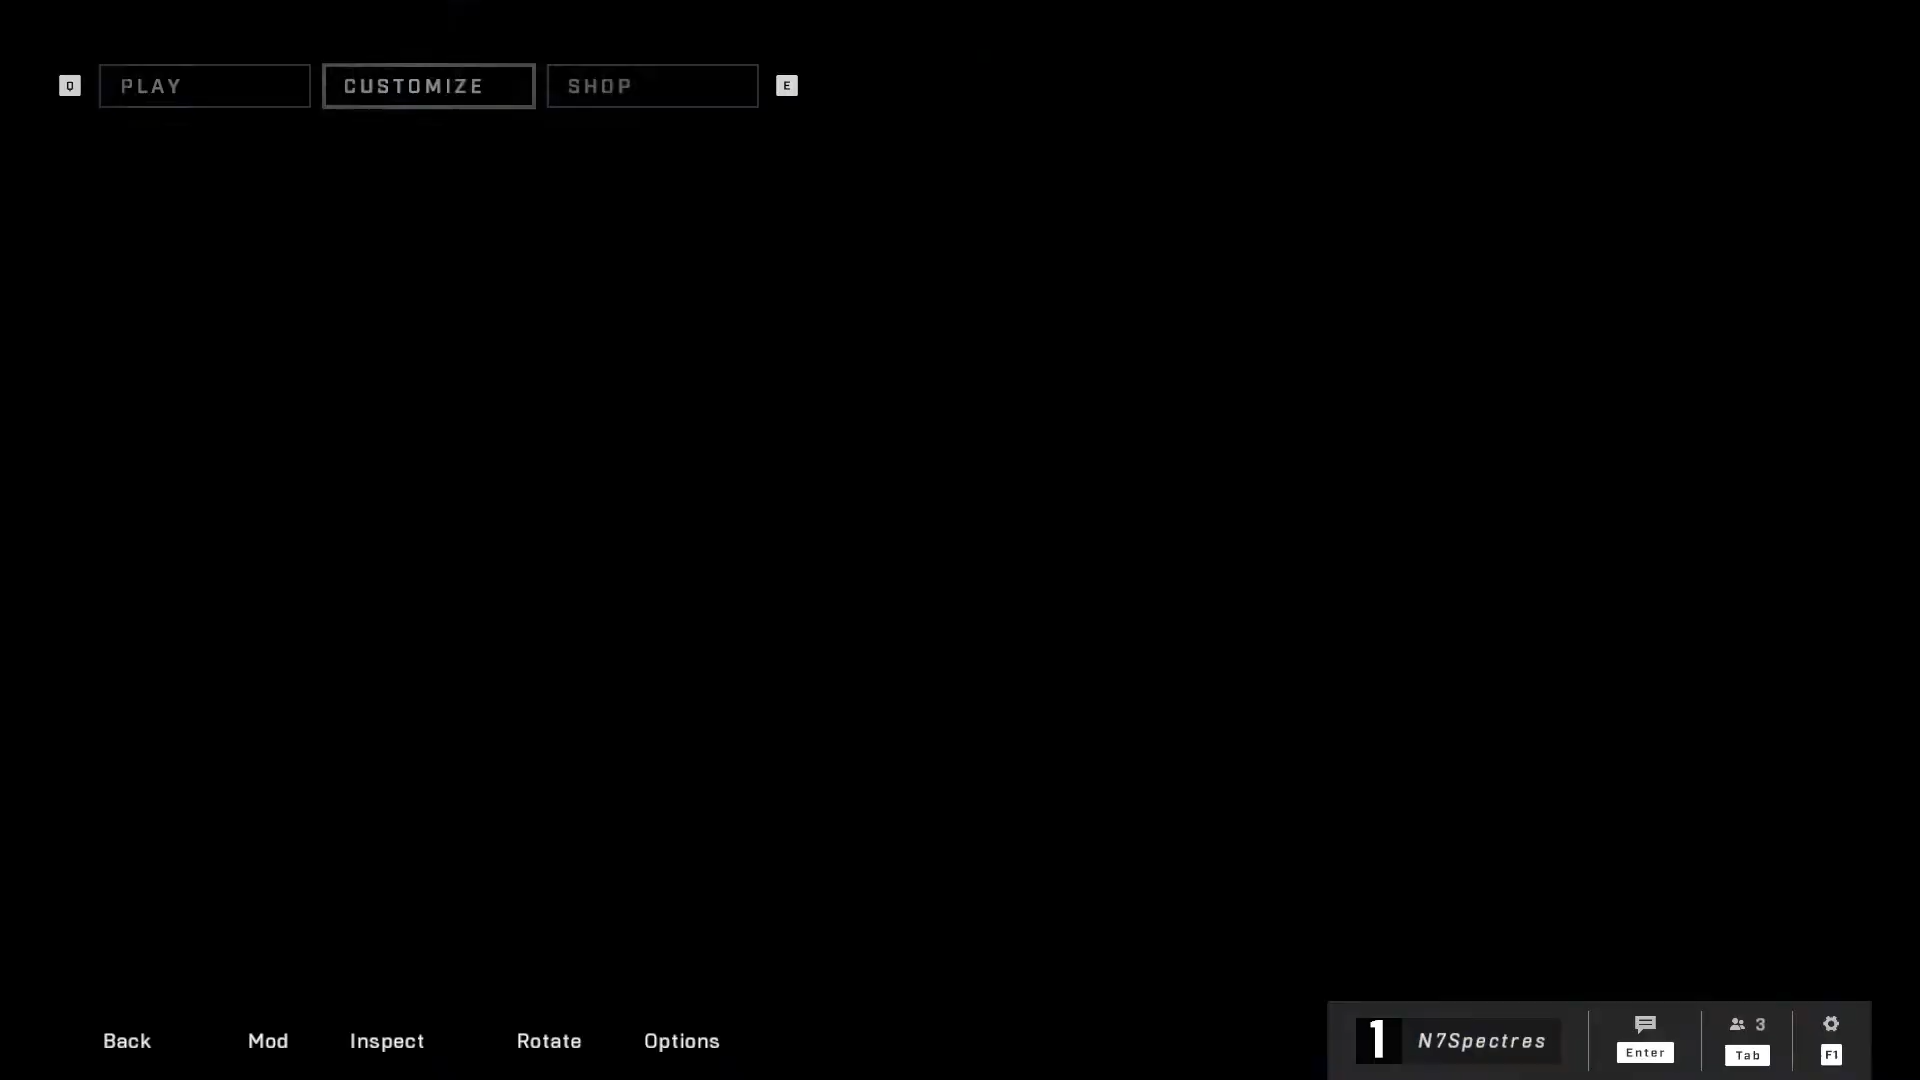 Q PLAY CUSTOMIZE SHOP E
Back Mod Inspect Rotate Options
1 N7Spectres
3
Enter Tab F1